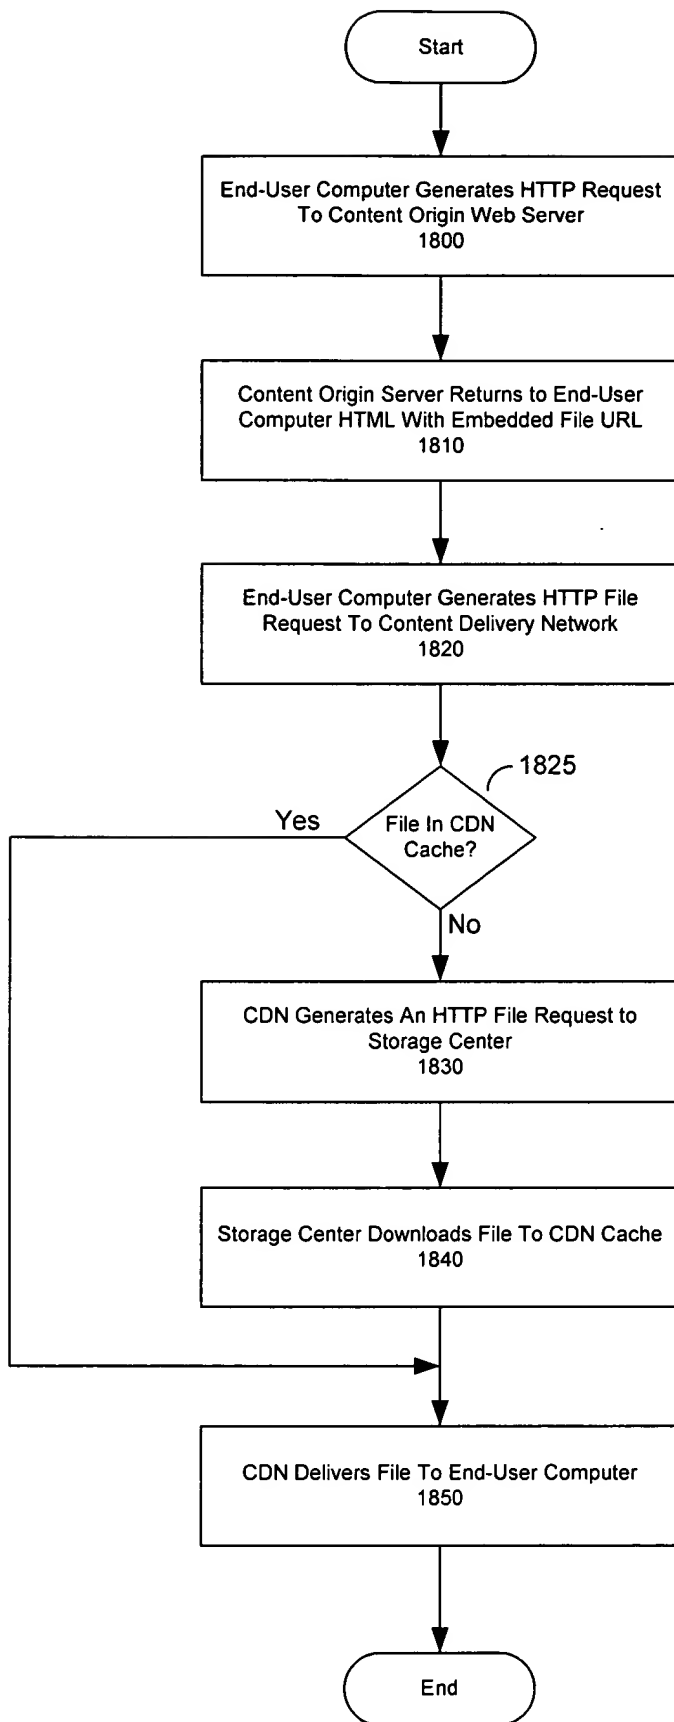 Start
End-User Computer Generates HTTP Request
To Content Origin Web Server
1800
Content Origin Server Returns to End-User
Computer HTML With Embedded File URL
1810
End-User Computer Generates HTTP File
Request To Content Delivery Network
1820
1825
Yes
File In CDN
Cache?
No
CDN Generates An HTTP File Request to
Storage Center
1830
Storage Center Downloads File To CDN Cache
1840
CDN Delivers File To End-User Computer
1850
End